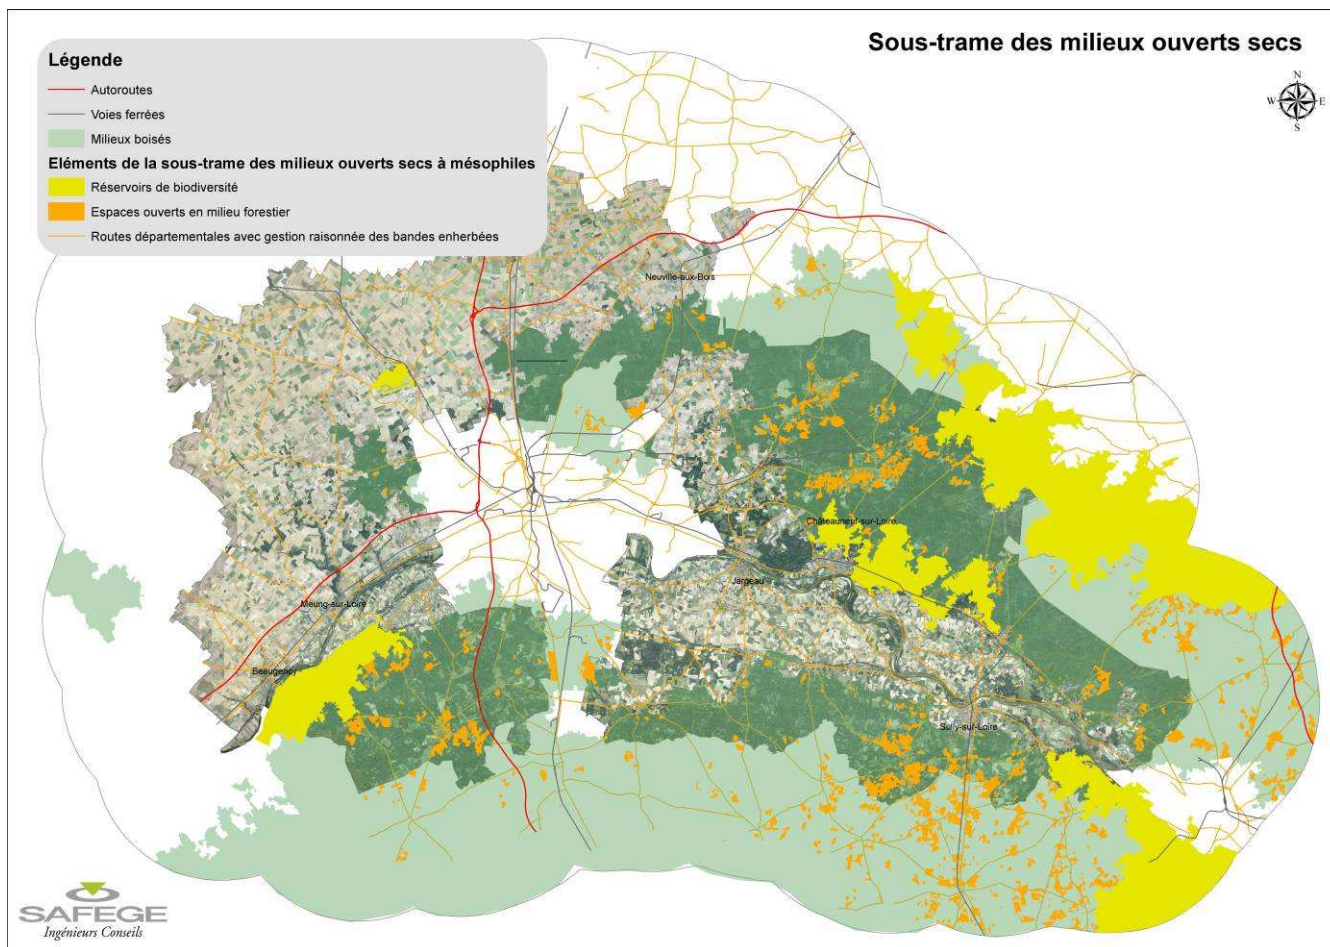 Sous-trame des milieux ouverts secs
Légende
Autoroutes
Voies ferrées
Milieux boisés
Eléments de la sous-trame des milieux ouverts secs à mésophiles
Réservoirs de biodiversité
Espaces ouverts en milieu forestier
Routes départementales avec gestion raisonnée des bandes enherbées
N
W E
S
Neuville-aux-Bois
Châteauneuf-sur-Loire
Jargeau
Meung-sur-Loire
Beaugency
Sully-sur-Loire
SAFEGE
Ingénieurs Conseils